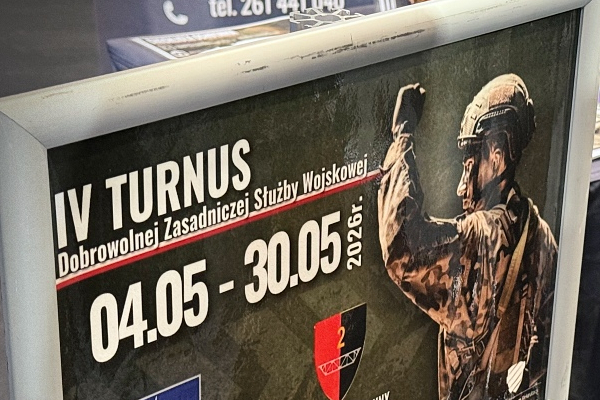 tel. 261 441 040
IV TURNUS
Dobrowolnej Zasadniczej Służby Wojskowej
04.05 - 30.05 2026r.
2